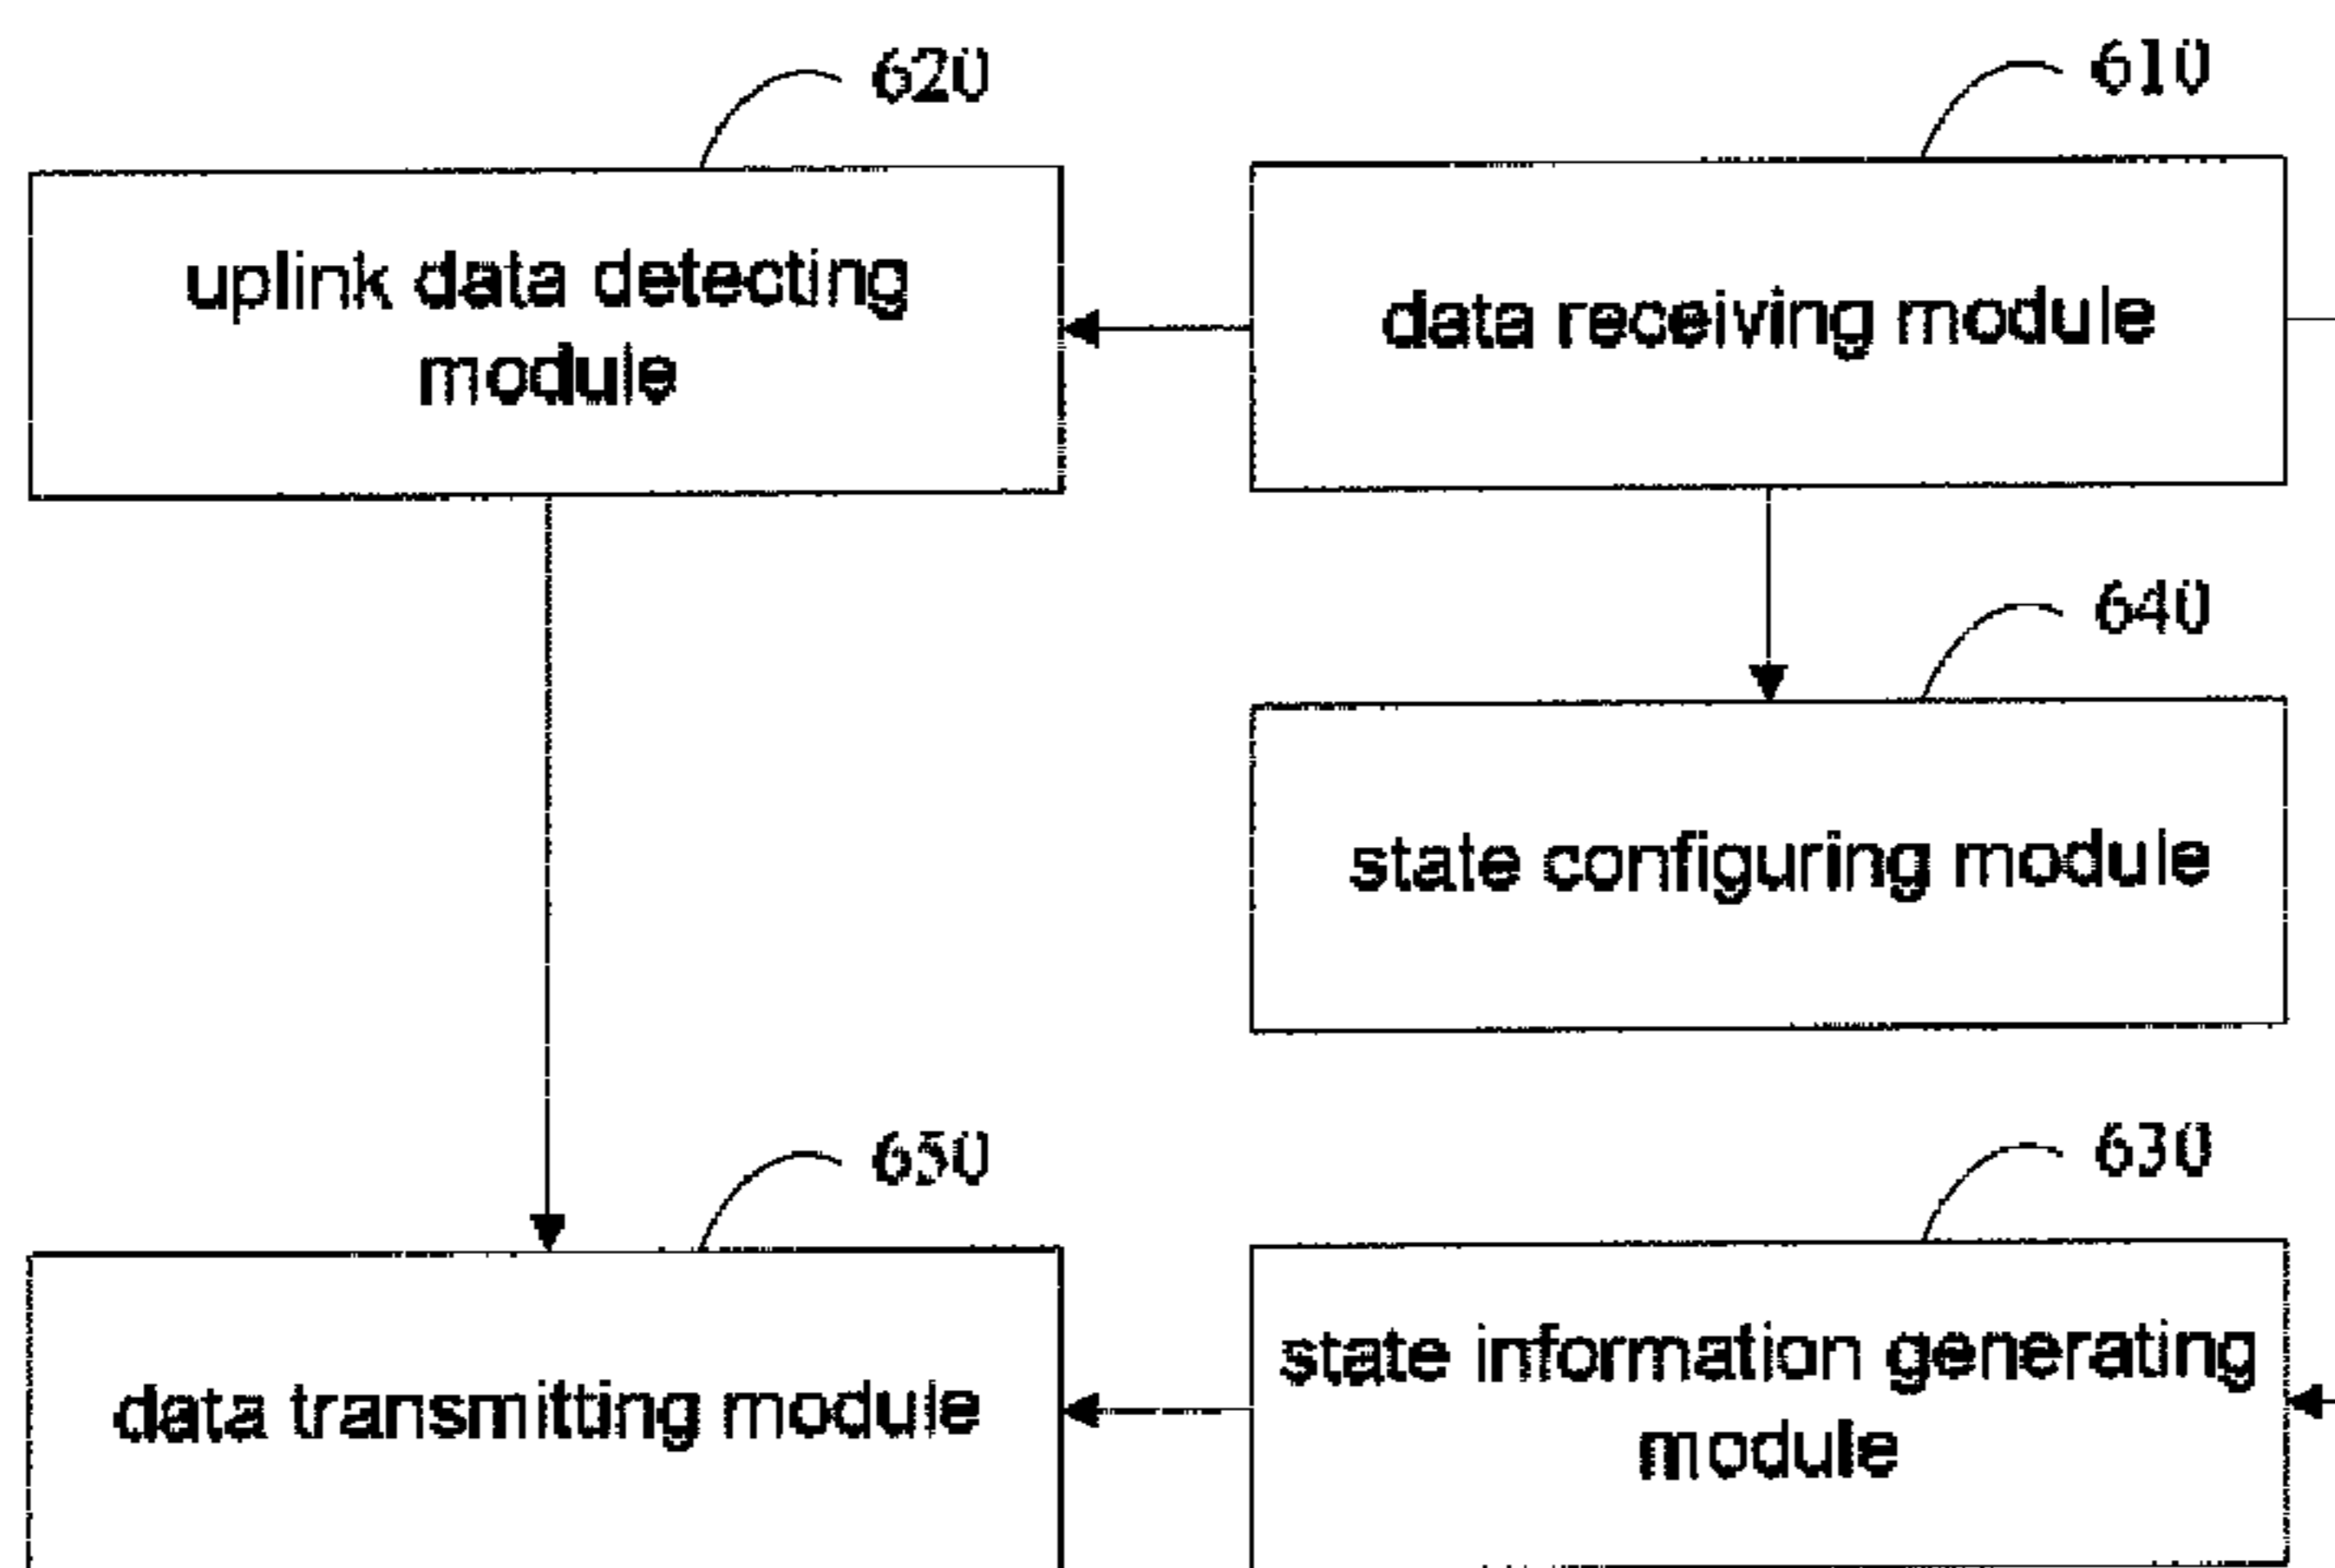 620
610
uplink data detecting
module
data receiving module
640
state configuring module
650
630
data transmitting module
state information generating
module